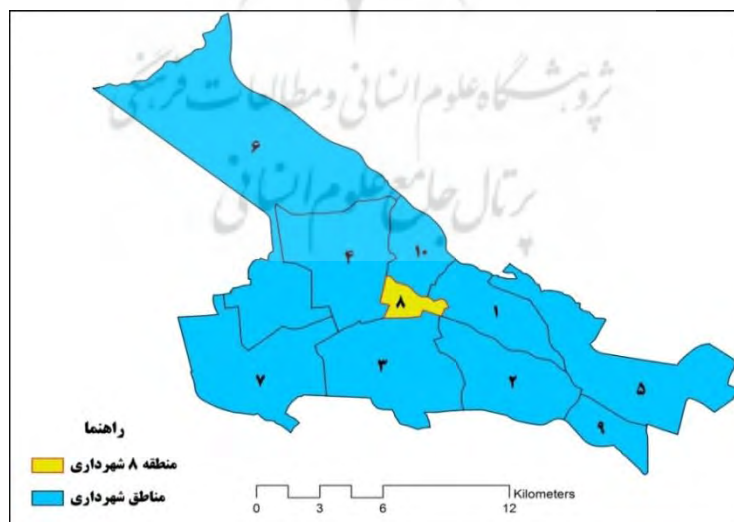 پژوهشگاه علوم انسانی و مطالعات فرهنگی
پرتال جامع علوم انسانی
۶
۴
۱۰
۸
۱
۷
۳
۲
۵
۹
راهنما
منطقه ۸ شهرداری
مناطق شهرداری
0 3 6 12 Kilometers